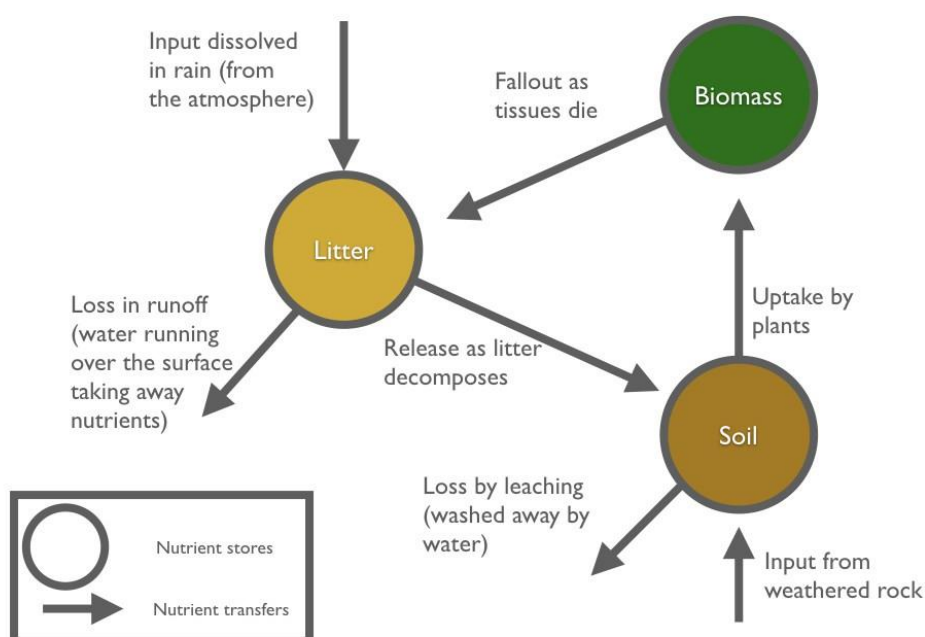 Input dissolved
in rain (from
the atmosphere)
Fallout as
tissues die
Biomass
Litter
Loss in runoff
(water running
over the surface
taking away
nutrients)
Release as litter
decomposes
Uptake by
plants
Soil
Loss by leaching
(washed away by
water)
Input from
weathered rock
Nutrient stores
Nutrient transfers